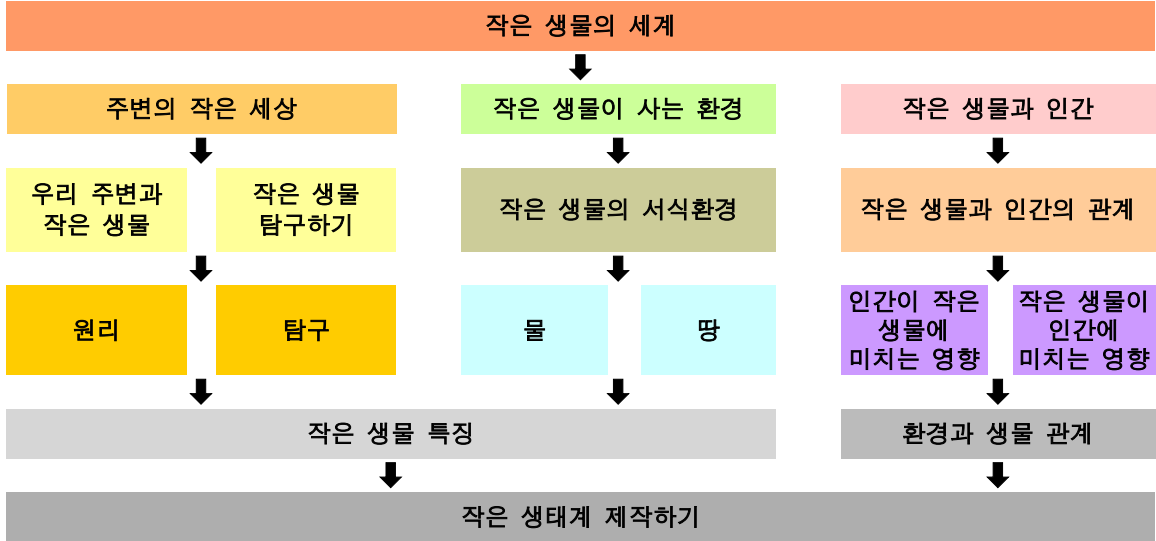 작은 생물의 세계
주변의 작은 세상
작은 생물이 사는 환경
작은 생물과 인간
우리 주변과
작은 생물
작은 생물
탐구하기
작은 생물의 서식환경
작은 생물과 인간의 관계
원리
탐구
물
땅
인간이 작은
생물에
미치는 영향
작은 생물이
인간에
미치는 영향
작은 생물 특징
환경과 생물 관계
작은 생태계 제작하기